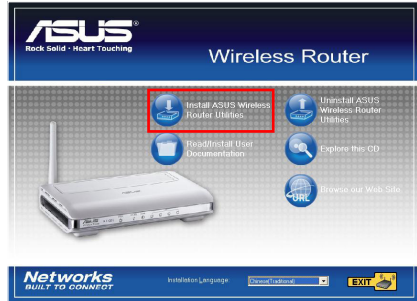 ASUS®
Rock Solid · Heart Touching
Wireless Router
Install ASUS Wireless
Router Utilities
Uninstall ASUS
Wireless Router
Utilities
Read/Install User
Documentation
Explore this CD
URL
Browse our Web Site
Networks
BUILT TO CONNECT
Installation Language:
Chinese(Traditional)
EXIT